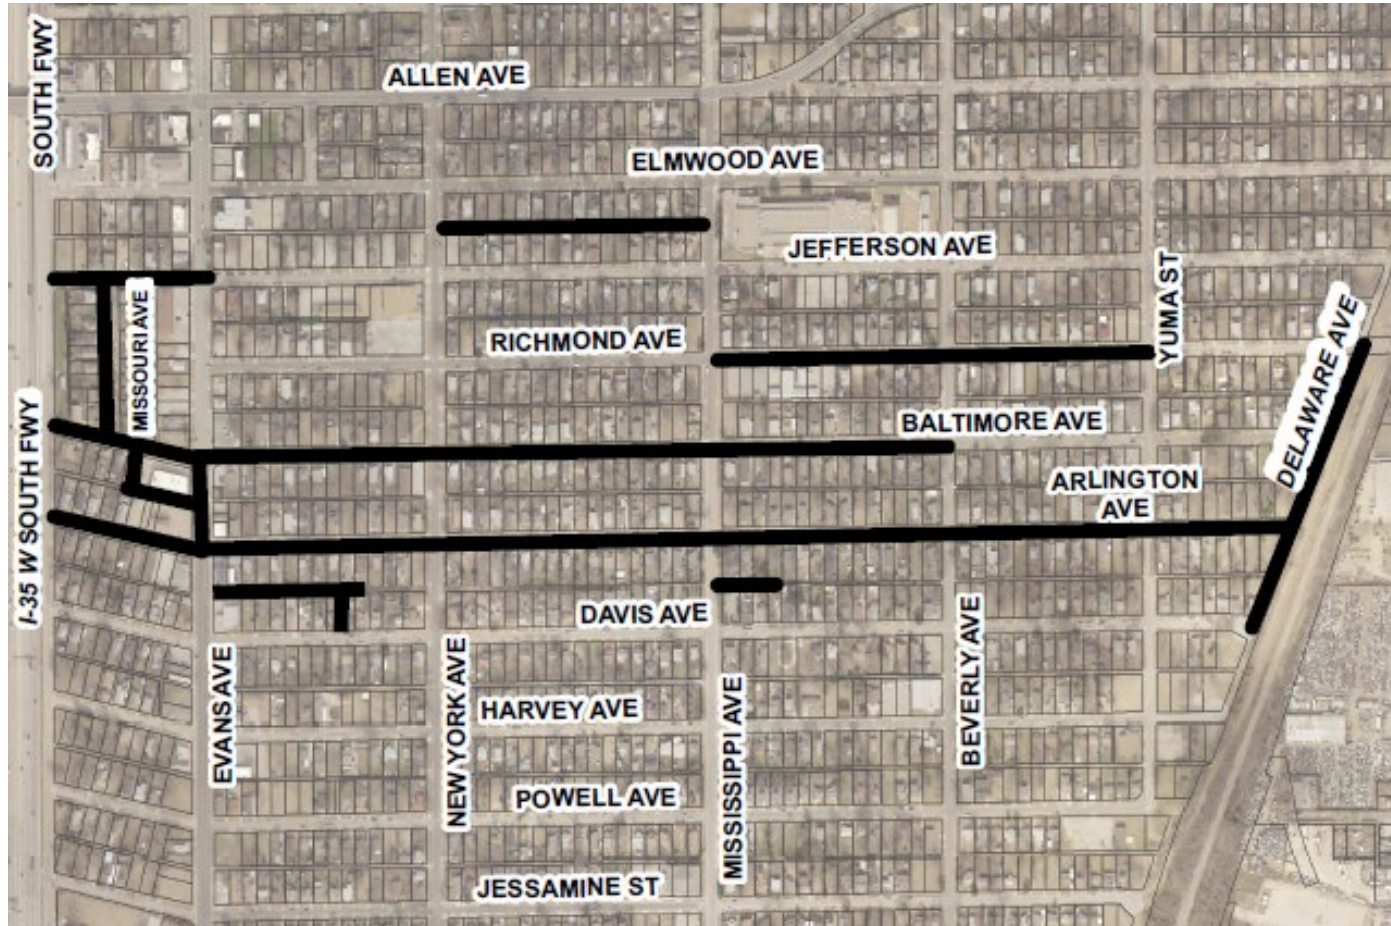 SOUTH FWY
ALLEN AVE
ELMWOOD AVE
JEFFERSON AVE
YUMA ST
MISSOURI AVE
RICHMOND AVE
DELAWARE AVE
I-35 W SOUTH FWY
BALTIMORE AVE
ARLINGTON
AVE
DAVIS AVE
EVANS AVE
NEW YORK AVE
HARVEY AVE
MISSISSIPPI AVE
BEVERLY AVE
POWELL AVE
JESSAMINE ST